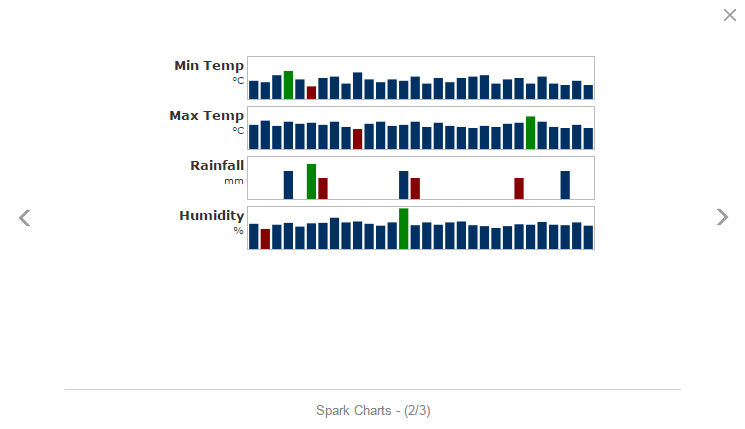 Min Temp
°C
Max Temp
°C
Rainfall
mm
Humidity
%
Spark Charts - (2/3)